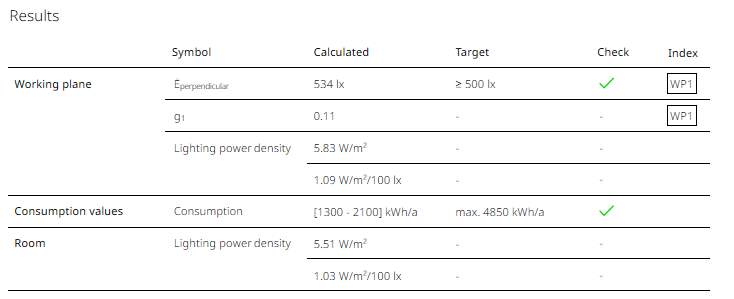 Results
Symbol Calculated Target Check Index
Working plane Ēperpendicular 534 lx ≥ 500 lx ✓ WP1
g1 0.11 - - WP1
Lighting power density 5.83 W/m² - -
1.09 W/m²/100 lx - -
Consumption values Consumption [1300 - 2100] kWh/a max. 4850 kWh/a ✓
Room Lighting power density 5.51 W/m² - -
1.03 W/m²/100 lx - -